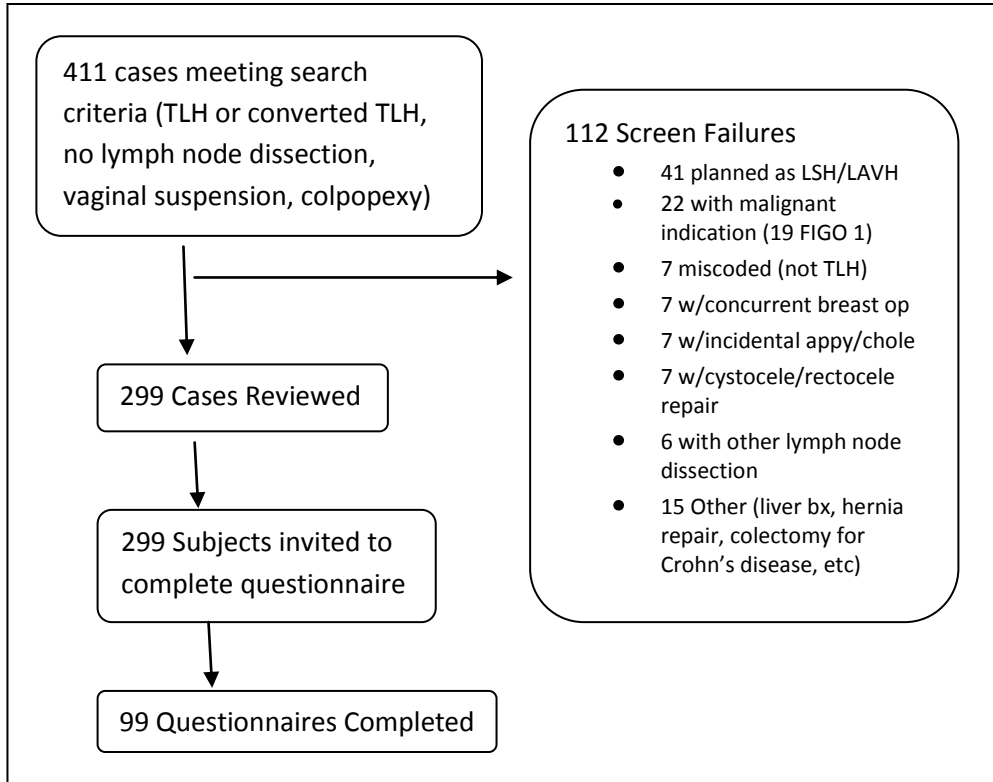 411 cases meeting search
criteria (TLH or converted TLH,
no lymph node dissection,
vaginal suspension, colpopexy)
112 Screen Failures
• 41 planned as LSH/LAVH
• 22 with malignant
indication (19 FIGO 1)
• 7 miscoded (not TLH)
• 7 w/concurrent breast op
• 7 w/incidental appy/chole
• 7 w/cystocele/rectocele
repair
• 6 with other lymph node
dissection
• 15 Other (liver bx, hernia
repair, colectomy for
Crohn's disease, etc)
299 Cases Reviewed
299 Subjects invited to
complete questionnaire
99 Questionnaires Completed